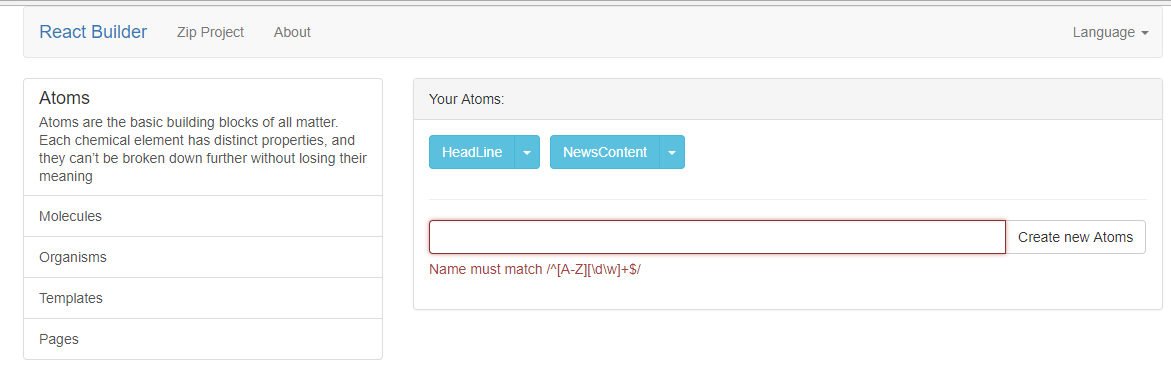 React Builder Zip Project About Language
Atoms
Atoms are the basic building blocks of all matter.
Each chemical element has distinct properties, and
they can't be broken down further without losing their
meaning
Molecules
Organisms
Templates
Pages
Your Atoms:
HeadLine NewsContent
Create new Atoms
Name must match /^[A-Z][\d\w]+$/